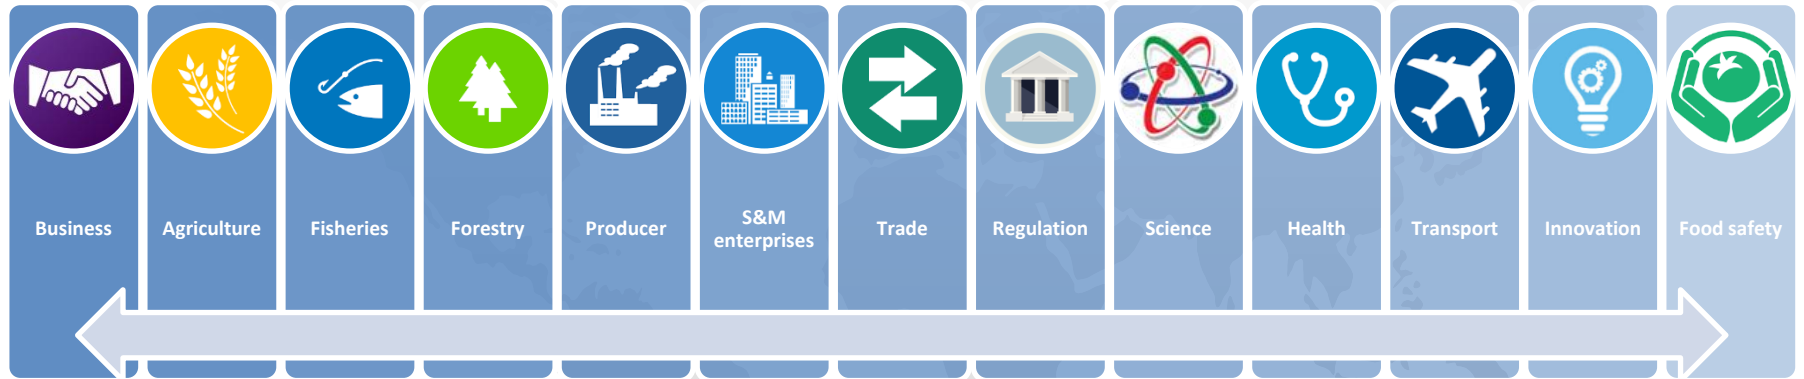 Business
Agriculture
Fisheries
Forestry
Producer
S&M
enterprises
Trade
Regulation
Science
Health
Transport
Innovation
Food safety